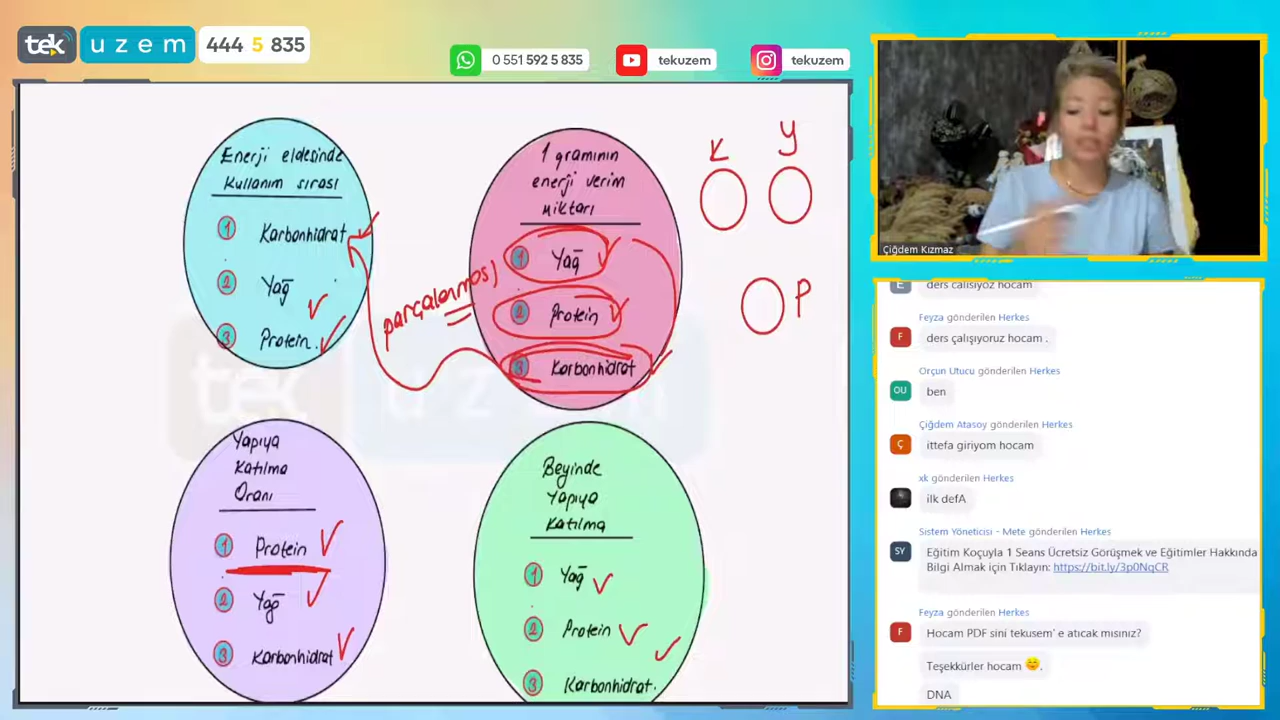 tek
uzem
444 5 835
0 551 592 5 835
tekuzem
tekuzem
Enerji eldesinde
Kullanım sırası
1 Karbonhidrat
2 Yağ
3 Protein.
1 gramının
enerji verim
miktarı
1 Yağ
2 Protein
3 Karbonhidrat
parçalanması
K
Y
P
Yapıya
Katılma
Oranı
1 Protein
2 Yağ
3 Karbonhidrat
Beyinde
Yapıya
Katılma
1 Yağ
2 Protein
3 Karbonhidrat.
tek uzem
Çiğdem Kızmaz
E
ders calisiyoz hocam
Feyza gönderilen Herkes
F
ders çalışıyoruz hocam .
Orçun Utucu gönderilen Herkes
OU
ben
Çiğdem Atasoy gönderilen Herkes
Ç
ittefa giriyom hocam
xk gönderilen Herkes
ilk defA
Sistem Yöneticisi - Mete gönderilen Herkes
SY
Eğitim Koçuyla 1 Seans Ücretsiz Görüşmek ve Eğitimler Hakkında
Bilgi Almak için Tıklayın: https://bit.ly/3p0NqCR
Feyza gönderilen Herkes
F
Hocam PDF sini tekusem' e atıcak mısınız?
Teşekkürler hocam 😊.
DNA